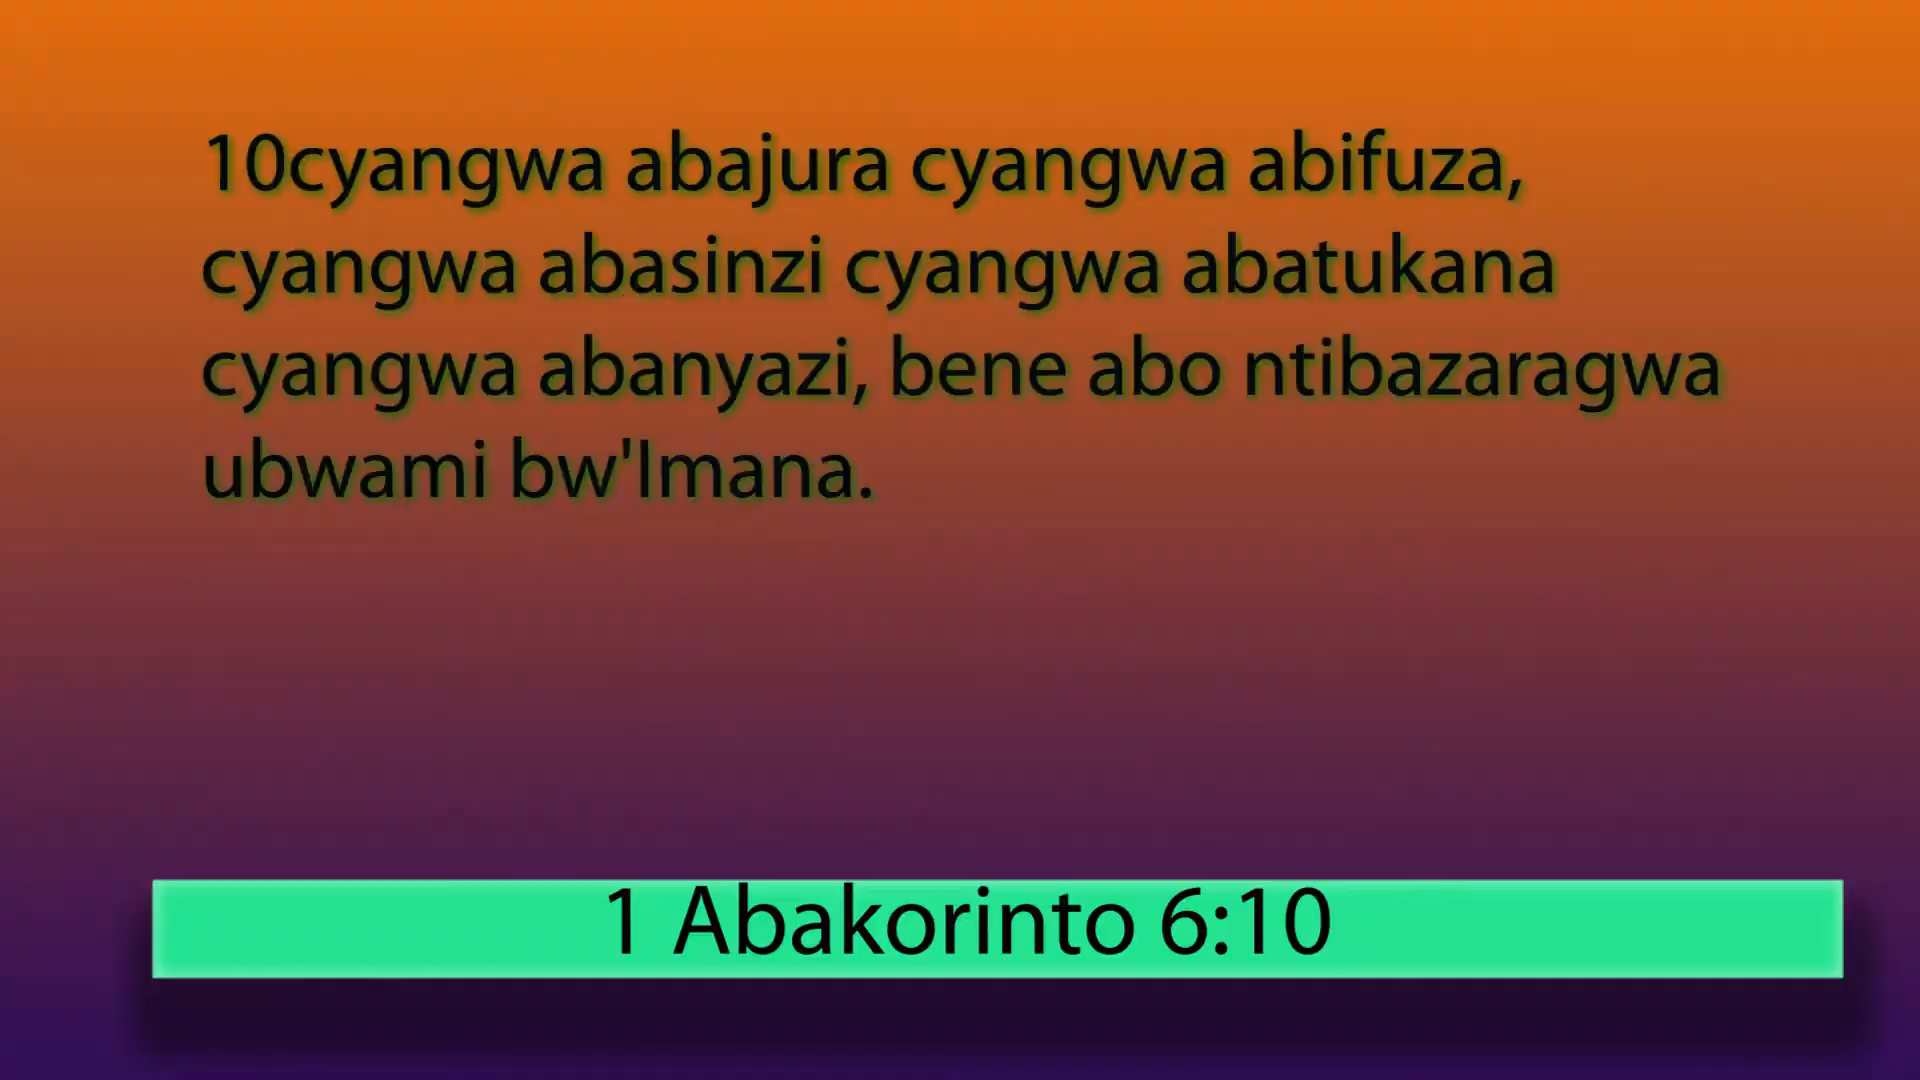 10cyangwa abajura cyangwa abifuza,
cyangwa abasinzi cyangwa abatukana
cyangwa abanyazi, bene abo ntibazaragwa
ubwami bw'Imana.
1 Abakorinto 6:10